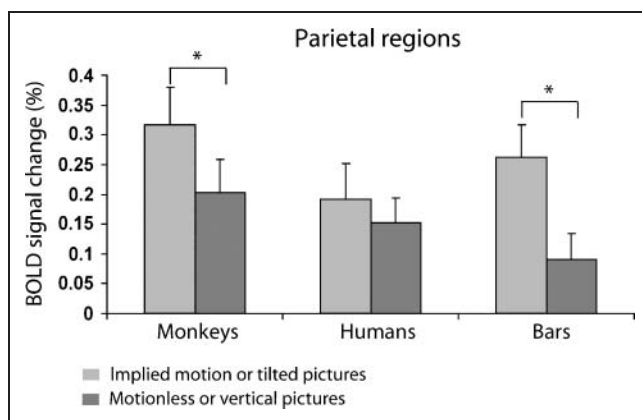 Parietal regions
*
*
BOLD signal change (%)
0.4
0.35
0.3
0.25
0.2
0.15
0.1
0.05
0
Monkeys Humans Bars
Implied motion or tilted pictures
Motionless or vertical pictures